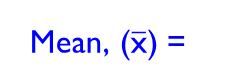 Mean, (x̅) =